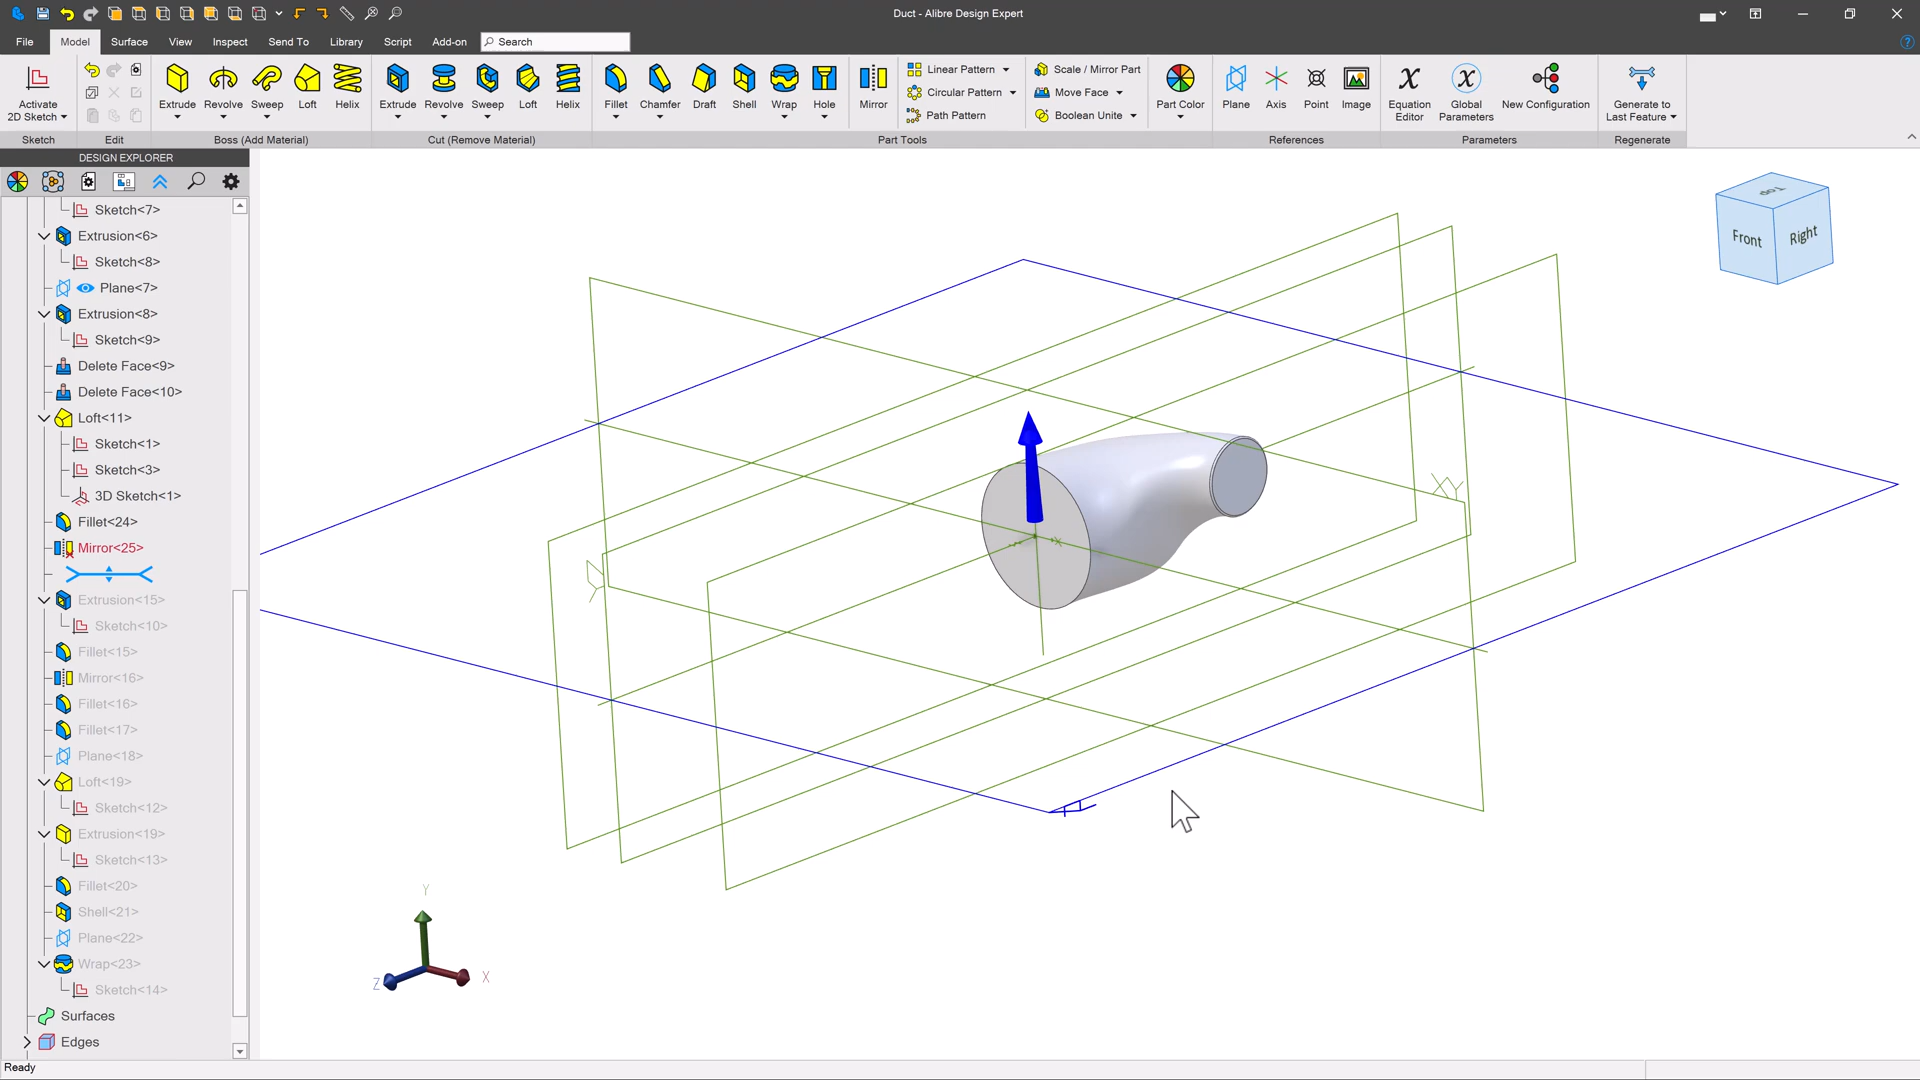 Duct - Alibre Design Expert
File Model Surface View Inspect Send To Library Script Add-on Search
Activate
2D Sketch
Extrude Revolve Sweep Loft Helix
Extrude Revolve Sweep Loft Helix
Fillet Chamfer Draft Shell Wrap Hole
Mirror
Linear Pattern
Circular Pattern
Path Pattern
Scale / Mirror Part
Move Face
Boolean Unite
Part Color
Plane Axis Point Image
Equation
Editor
Global
Parameters
New Configuration
Generate to
Last Feature
Sketch Edit Boss (Add Material) Cut (Remove Material) Part Tools References Parameters Regenerate
DESIGN EXPLORER
Sketch<7>
Extrusion<6>
Sketch<8>
Plane<7>
Extrusion<8>
Sketch<9>
Delete Face<9>
Delete Face<10>
Loft<11>
Sketch<1>
Sketch<3>
3D Sketch<1>
Fillet<24>
Mirror<25>
Extrusion<15>
Sketch<10>
Fillet<15>
Mirror<16>
Fillet<16>
Fillet<17>
Plane<18>
Loft<19>
Sketch<12>
Extrusion<19>
Sketch<13>
Fillet<20>
Shell<21>
Plane<22>
Wrap<23>
Sketch<14>
Surfaces
Edges
Top
Front
Right
XY
X
Y
Z
X
Ready